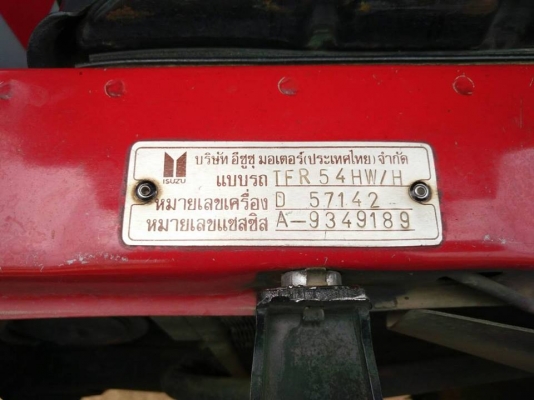 บริษัท อีซูซุ มอเตอร์(ประเทศไทย)จำกัด
ISUZU
แบบรถ TFR54HW/H
หมายเลขเครื่อง D 57142
หมายเลขแชสซิส A-9349189